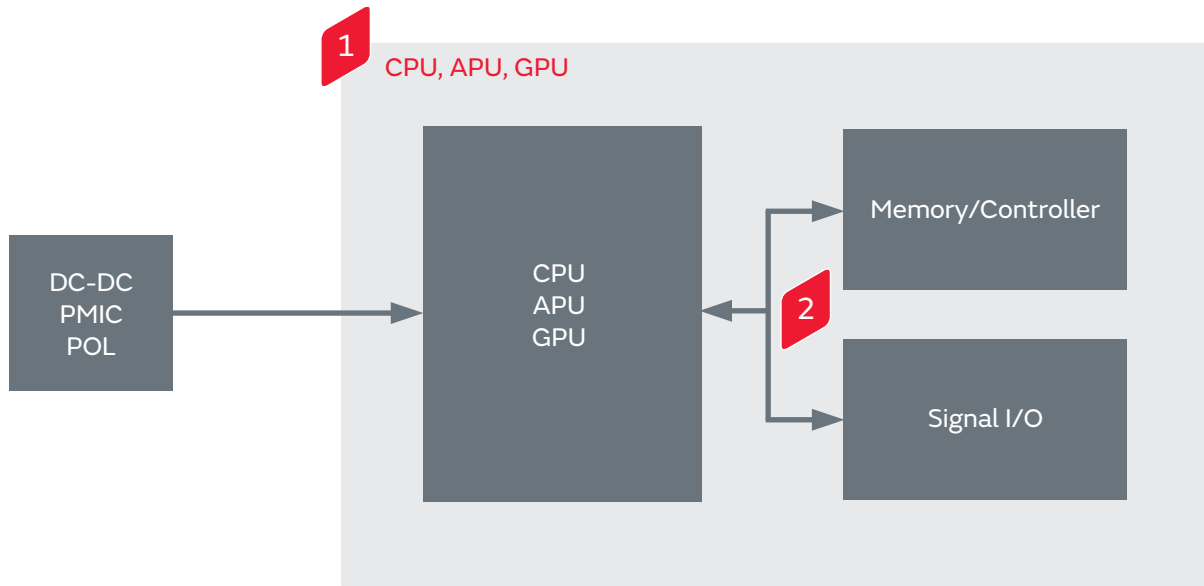 1
CPU, APU, GPU
DC-DC
PMIC
POL
CPU
APU
GPU
Memory/Controller
2
Signal I/O